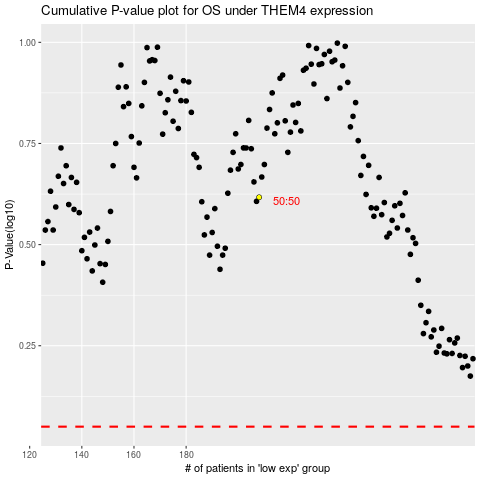 Cumulative P-value plot for OS under THEM4 expression
P-Value(log10)
1.00
0.75
0.50
0.25
50:50
120 140 160 180
# of patients in 'low exp' group